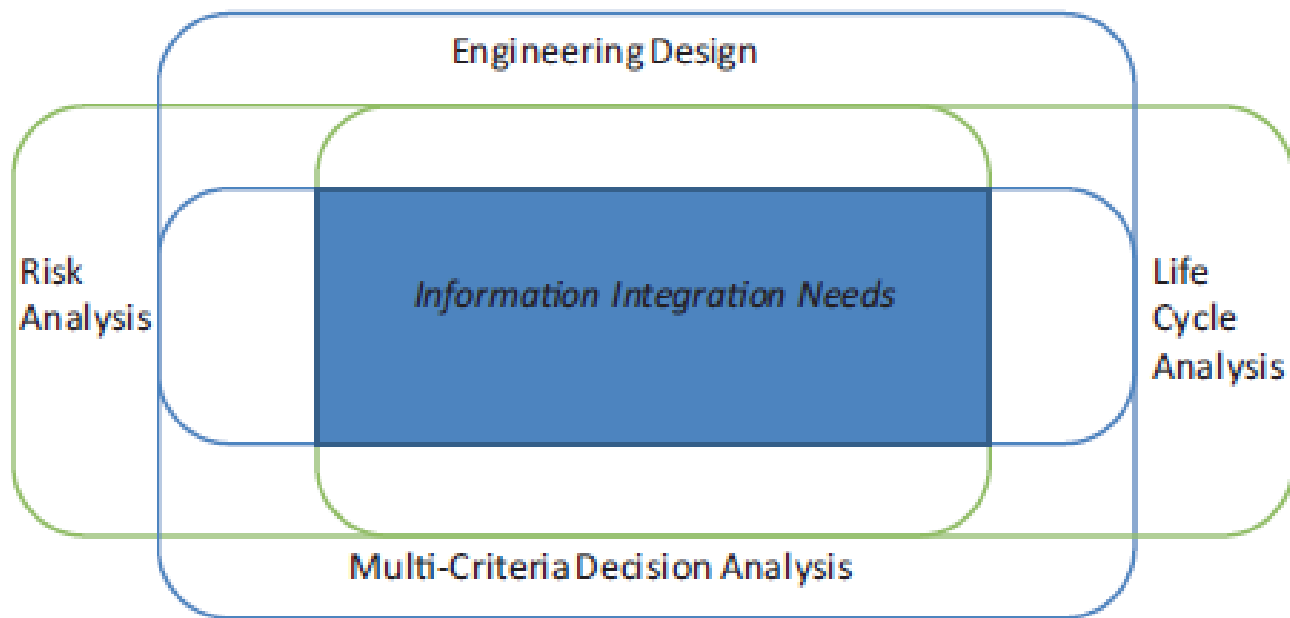 Engineering Design
Risk
Analysis
Information Integration Needs
Life
Cycle
Analysis
Multi-Criteria Decision Analysis